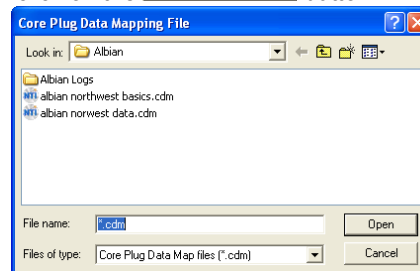 Core Plug Data Mapping File
Look in: Albian
Albian Logs
albian northwest basics.cdm
albian norwest data.cdm
File name: *.cdm Open
Files of type: Core Plug Data Map files (*.cdm) Cancel